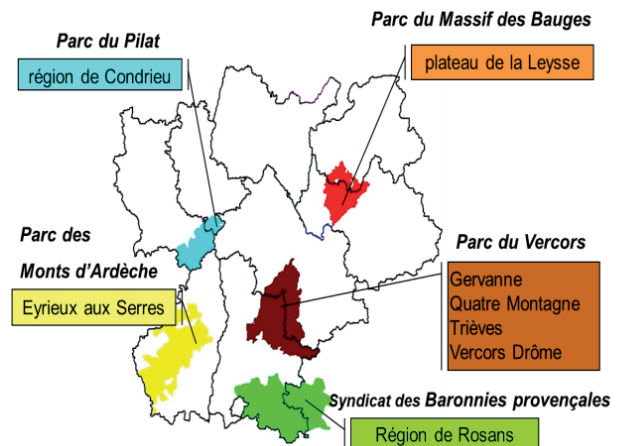 Parc du Massif des Bauges
plateau de la Leysse
Parc du Pilat
région de Condrieu
Parc des
Monts d'Ardèche
Eyrieux aux Serres
Parc du Vercors
Gervanne
Quatre Montagne
Trièves
Vercors Drôme
Syndicat des Baronnies provençales
Région de Rosans